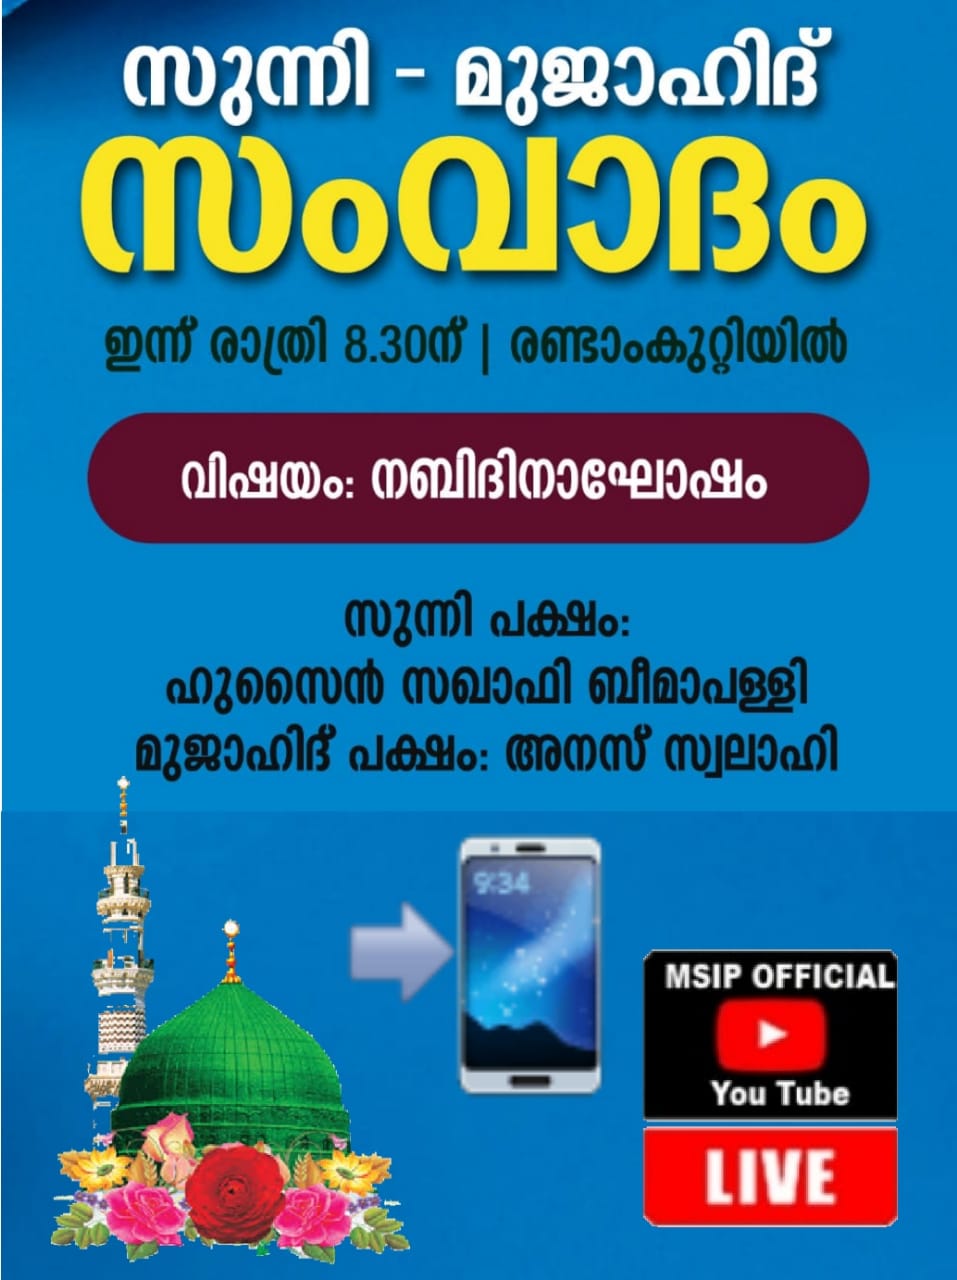 സുന്നി - മുജാഹിദ്
സംവാദം
ഇന്ന് രാത്രി 8.30ന് | രണ്ടാംകുറ്റിയിൽ
വിഷയം: നബിദിനാഘോഷം
സുന്നി പക്ഷം:
ഹുസൈൻ സഖാഫി ബീമാപള്ളി
മുജാഹിദ് പക്ഷം: അനസ് സ്വലാഹി
9:34
MSIP OFFICIAL
You Tube
LIVE